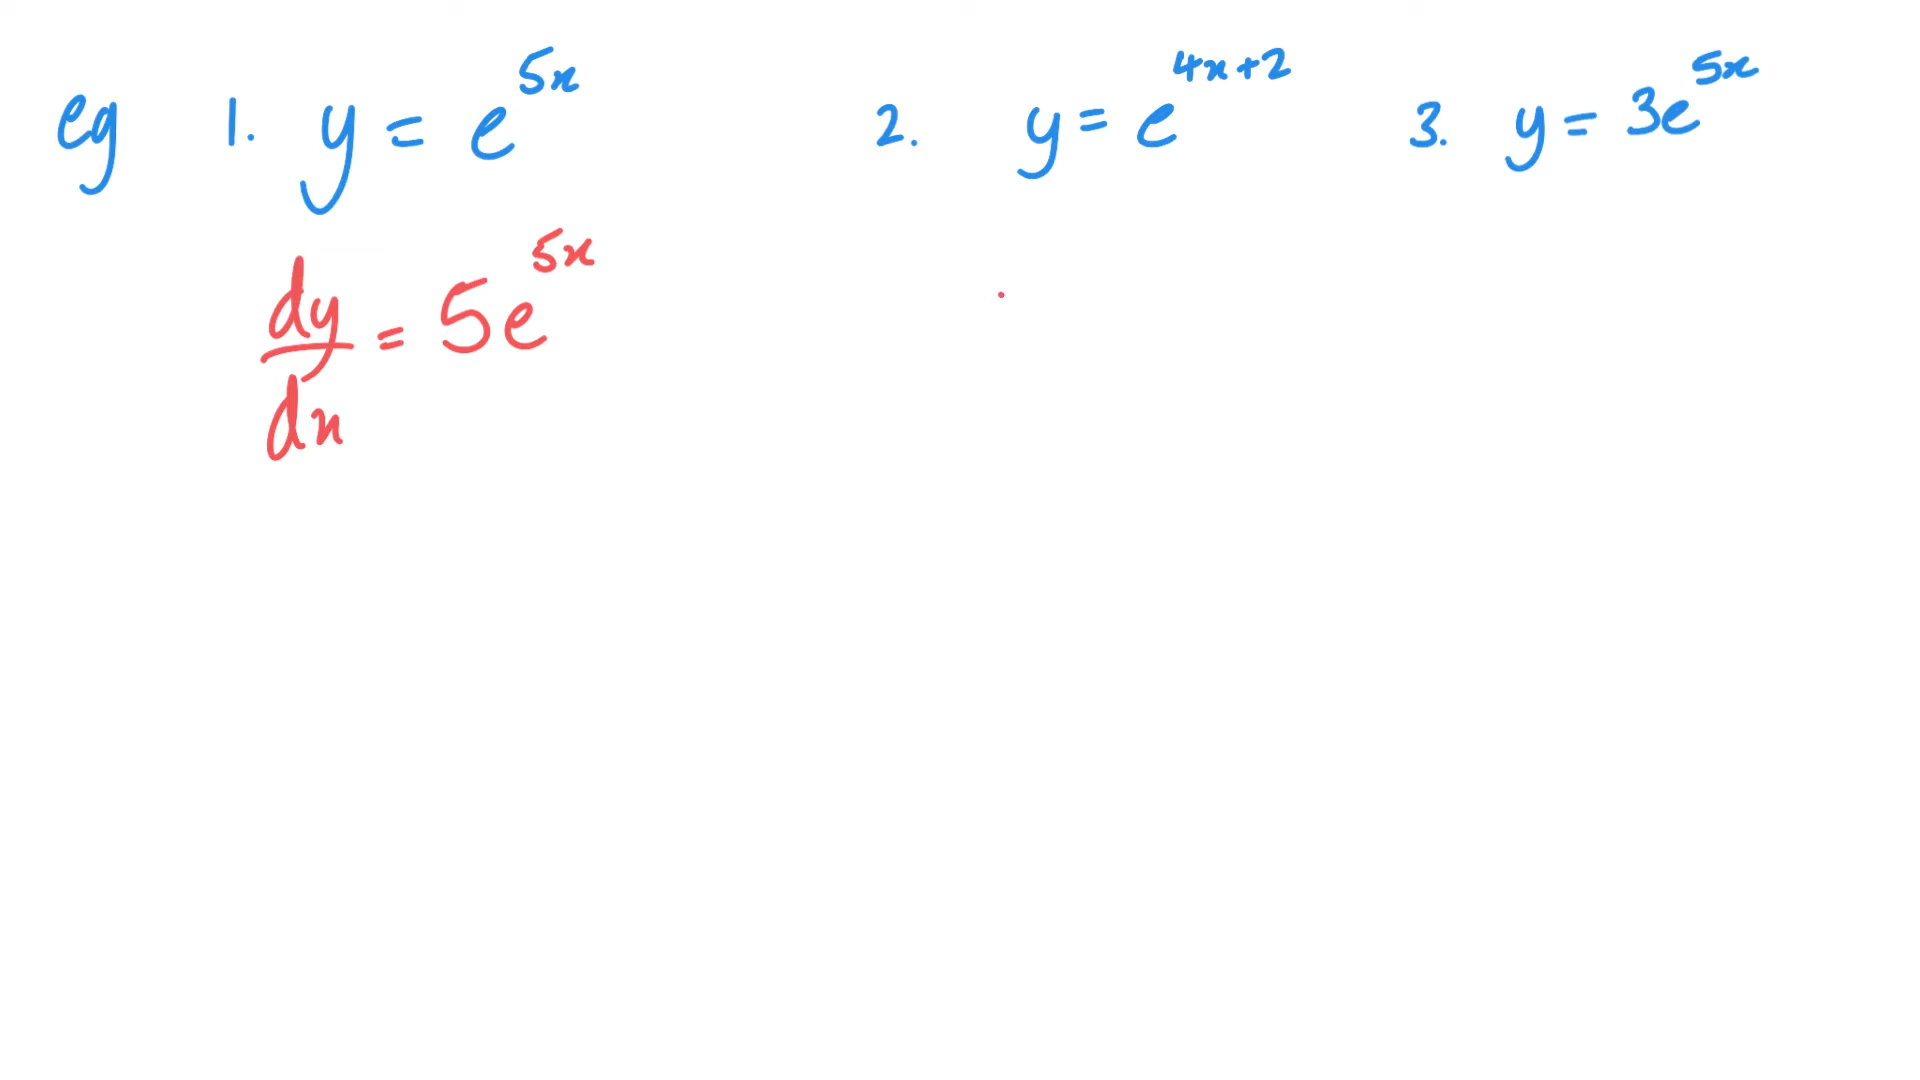 eg 1. y = e^{5x} 2. y = e^{4x+2} 3. y = 3e^{5x}
dy/dx = 5e^{5x}